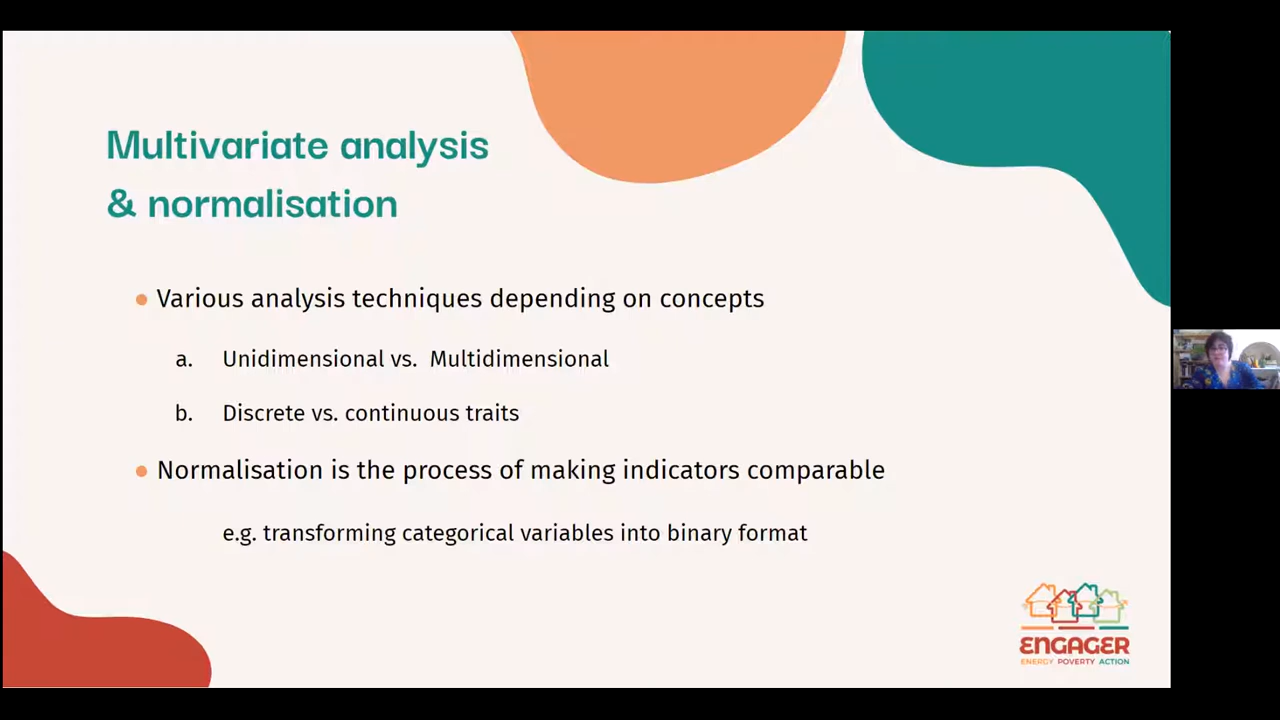 Multivariate analysis
& normalisation
Various analysis techniques depending on concepts
a. Unidimensional vs. Multidimensional
b. Discrete vs. continuous traits
Normalisation is the process of making indicators comparable
e.g. transforming categorical variables into binary format
ENGAGER
ENERGY POVERTY ACTION